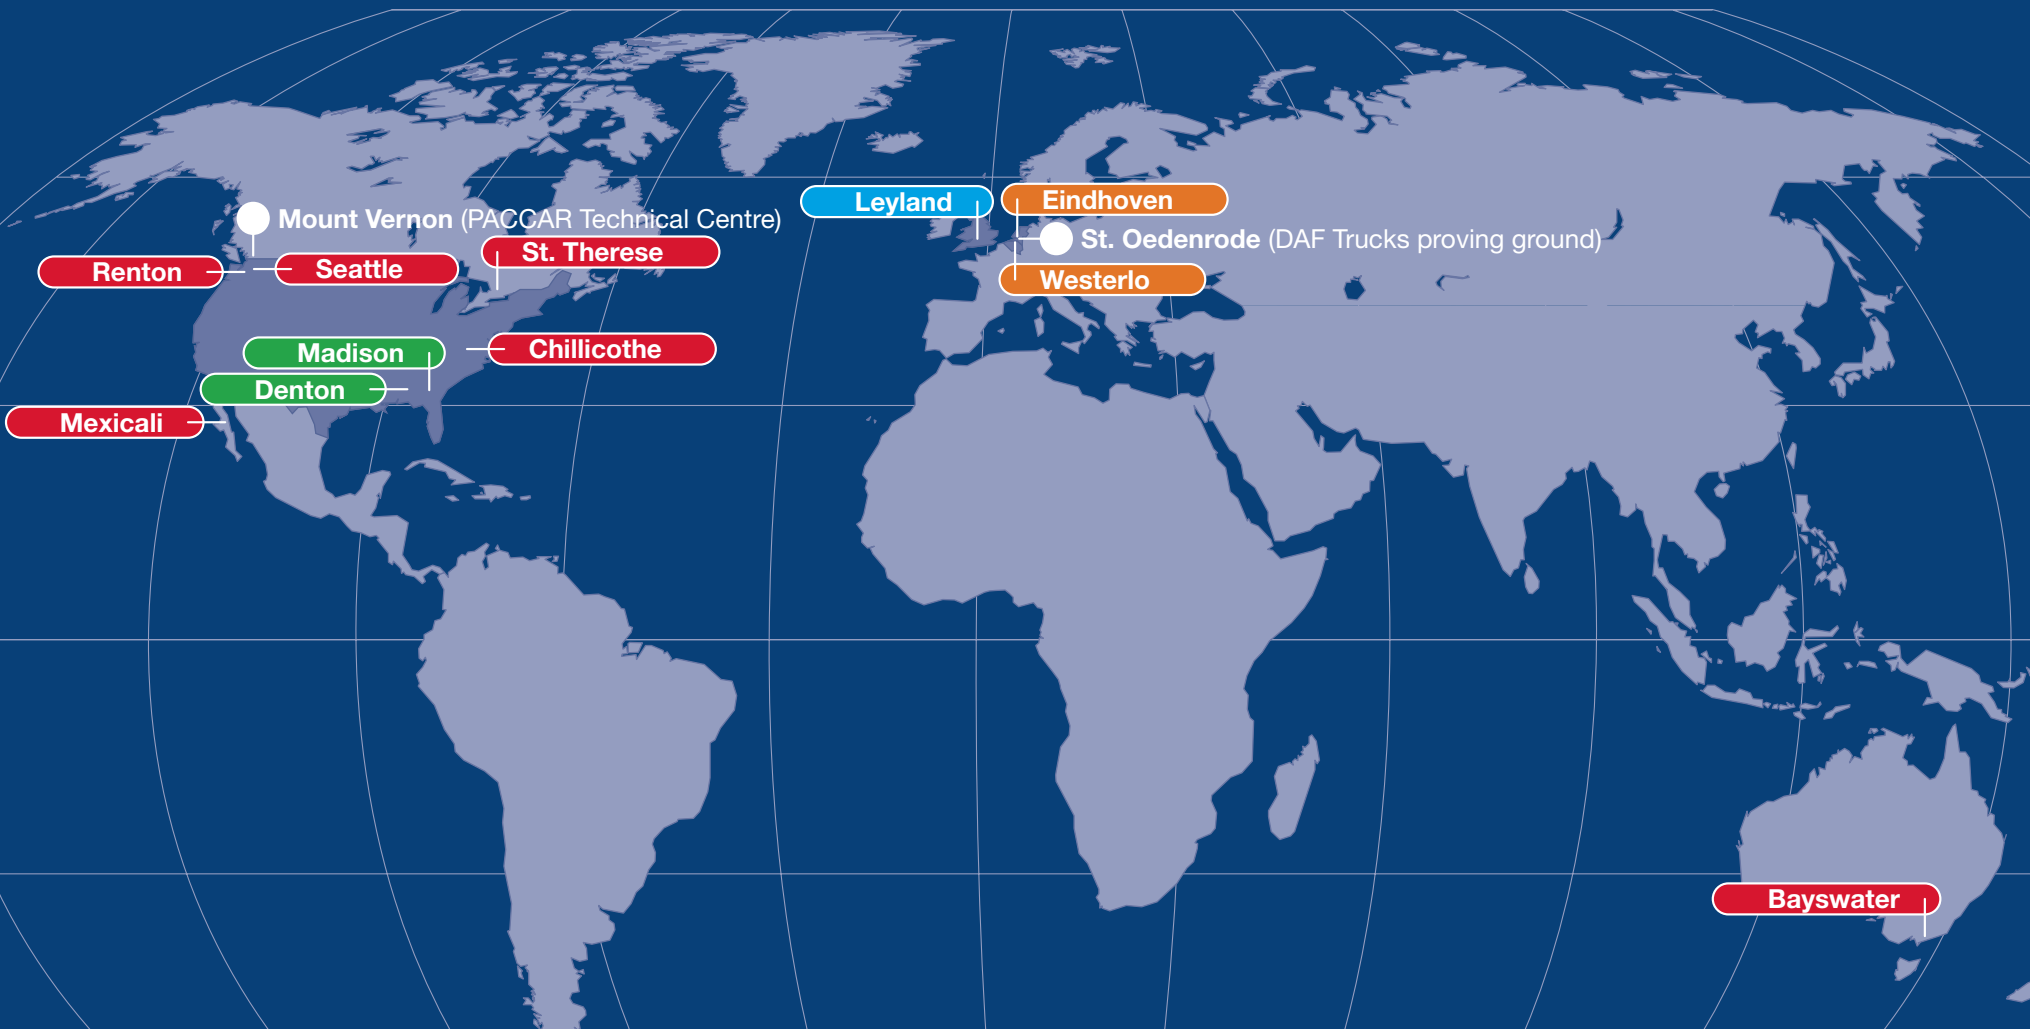 Leyland
Eindhoven
Mount Vernon (PACCAR Technical Centre)
St. Oedenrode (DAF Trucks proving ground)
St. Therese
Renton
Seattle
Westerlo
Madison
Chillicothe
Denton
Mexicali
Bayswater